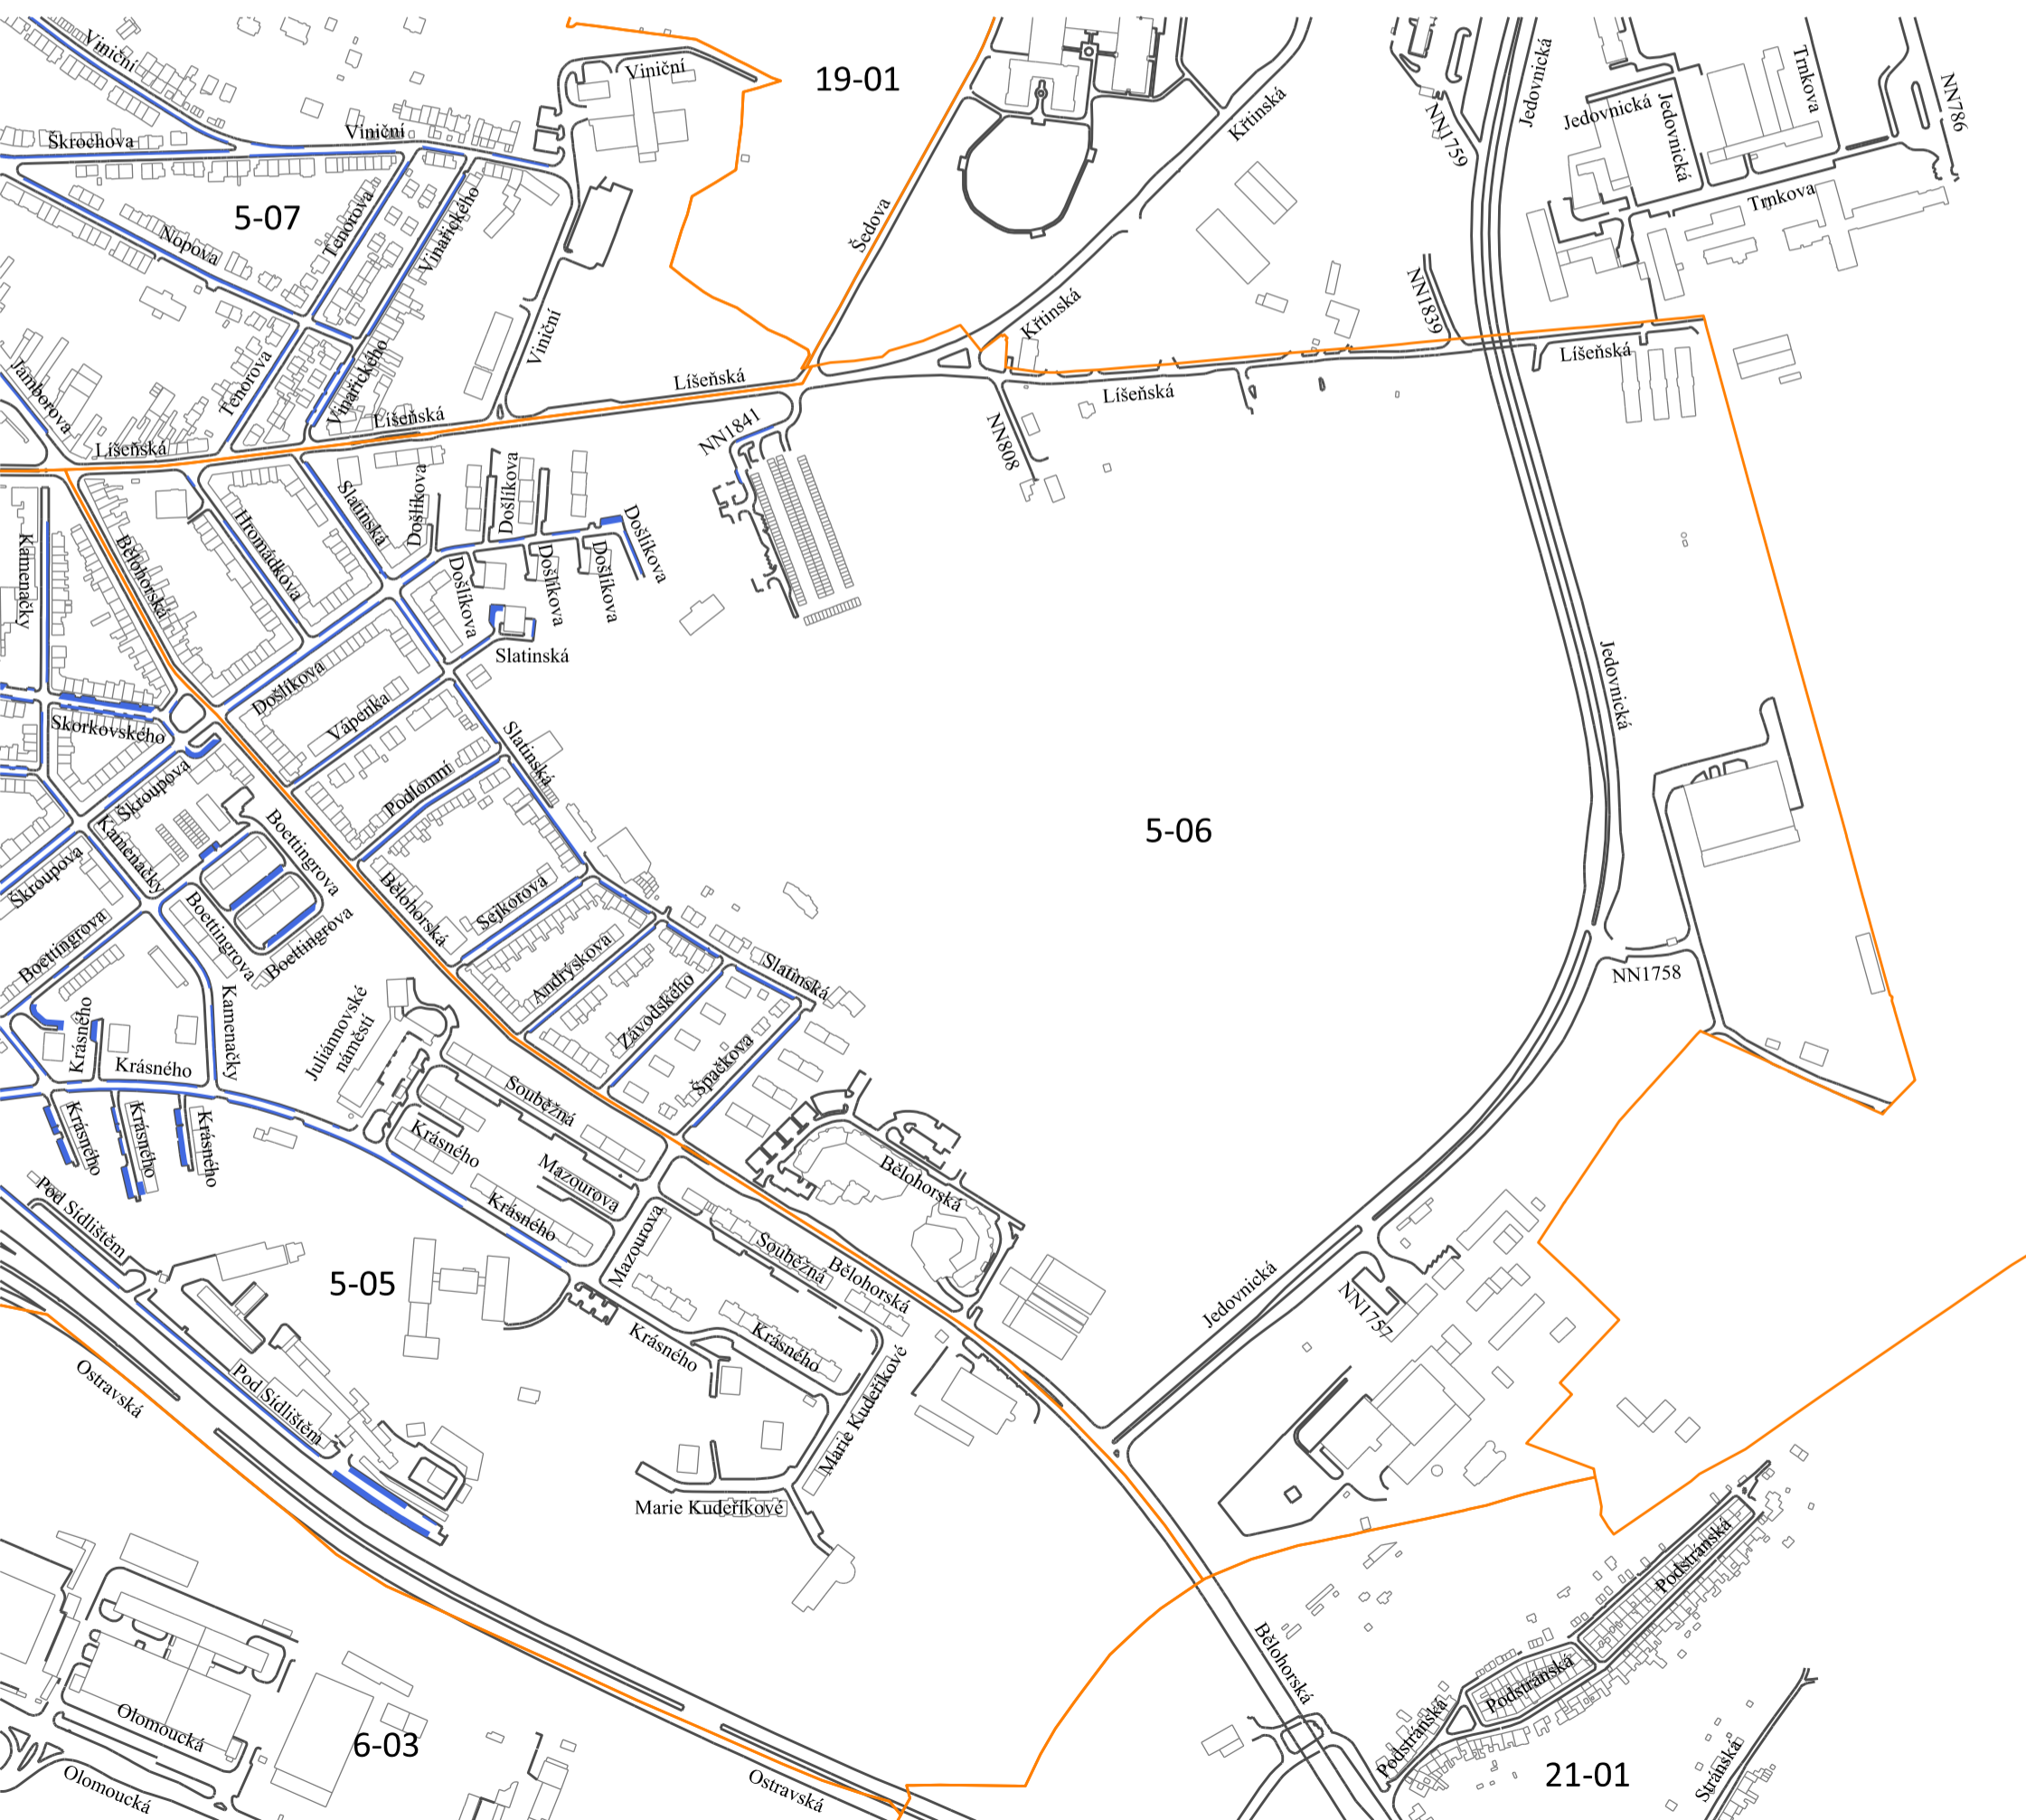 Viniční
Viniční
19-01
Jedovnická
Trnkova
NN786
Křtinská
Jedovnická
Jedovnická
NN1759
Škrochova
Viniční
Trnkova
5-07
Tenorova
Vinařického
Nopova
Šedova
NN1839
Křtinská
Viniční
Líšeňská
Jamborova
Tenorova
Vinařického
Líšeňská
Líšeňská
Líšeňská
Líšeňská
NN1841
NN808
Slatinská
Došlíkova
Došlíkova
Došlíkova
Hromádkova
Kamenačky
Bělohorská
Došlíkova
Došlíkova
Došlíkova
Slatinská
Došlíkova
Vápenka
Skorkovského
Slatinská
Jedovnická
Podlomní
Škroupova
Kamenačky
Boettingrova
5-06
Škroupova
Bělohorská
Sejkorova
Boettingrova
Boettingrova
Boettingrova
Andrýskova
Závodského
Slatinská
NN1758
Krásného
Kamenačky
Juliánovské
náměstí
Krásného
Špačkova
Souběžná
Krásného
Krásného
Krásného
Krásného
Mazourova
Bělohorská
Pod Sídlištěm
Krásného
Mazourova
Souběžná
Bělohorská
5-05
Jedovnická
NN1757
Krásného
Krásného
Ostravská
Pod Sídlištěm
Marie Kudeříkové
Marie Kudeříkové
Podstránská
Bělohorská
Podstránská
Podstránská
Olomoucká
6-03
Olomoucká
Ostravská
21-01
Stránská